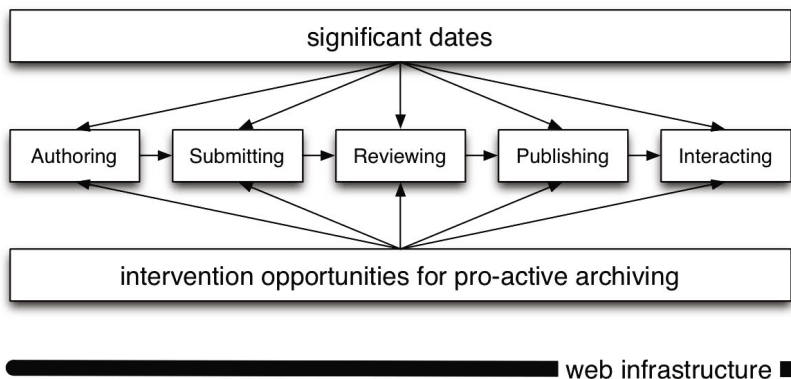 significant dates
Authoring
Submitting
Reviewing
Publishing
Interacting
intervention opportunities for pro-active archiving
web infrastructure